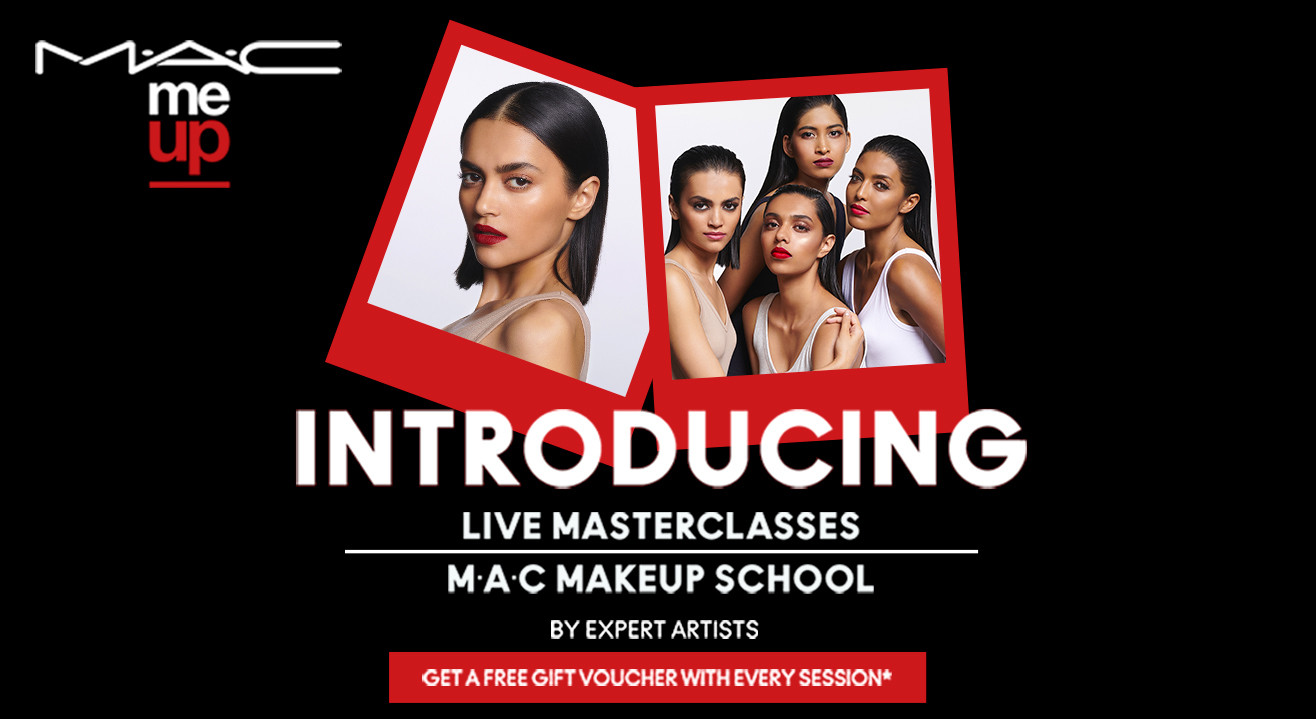 M·A·C
me
up
INTRODUCING
LIVE MASTERCLASSES
M·A·C MAKEUP SCHOOL
BY EXPERT ARTISTS
GET A FREE GIFT VOUCHER WITH EVERY SESSION*